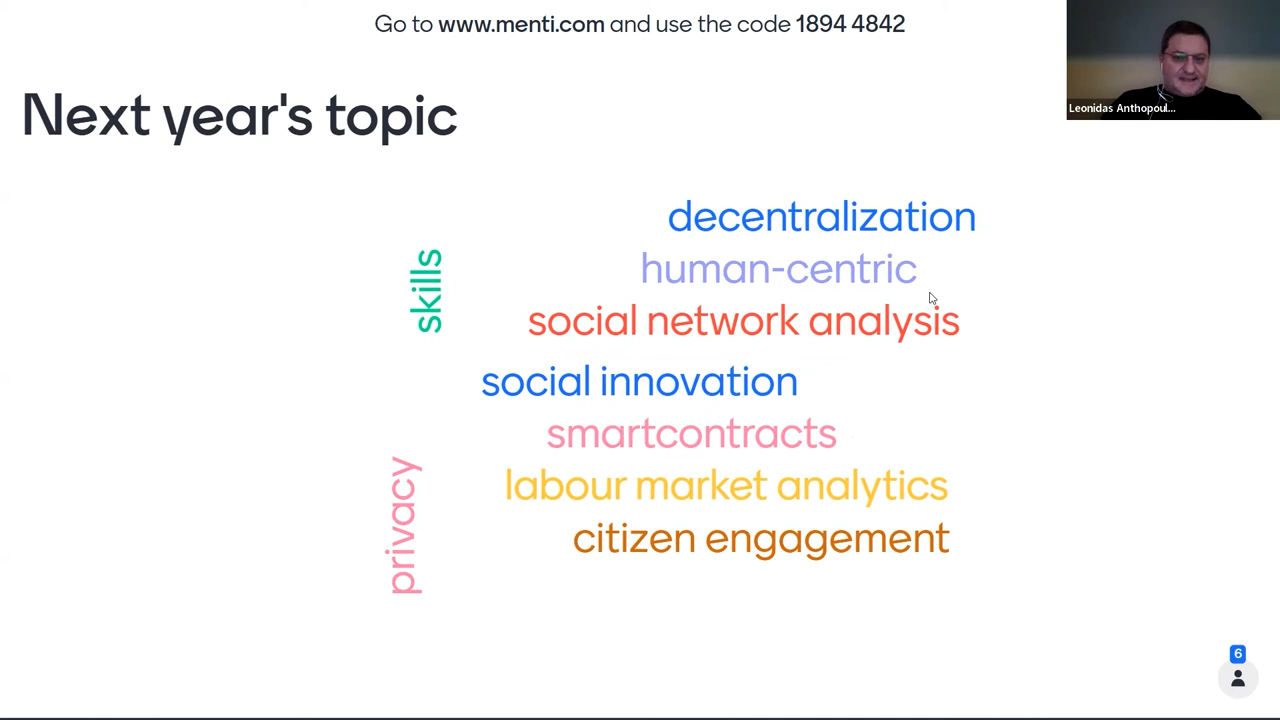 Go to www.menti.com and use the code 1894 4842
Leonidas Anthopoul...
Next year's topic
decentralization
skills
human-centric
social network analysis
social innovation
smartcontracts
privacy
labour market analytics
citizen engagement
6